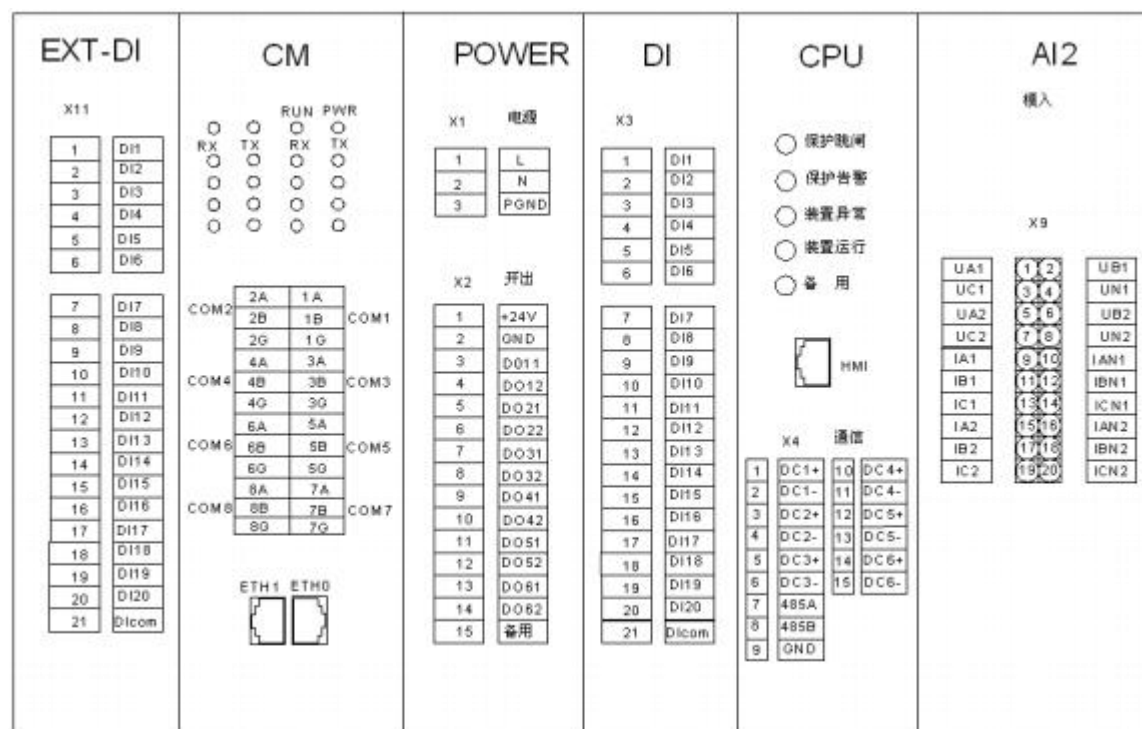 EXT-DI
X11
1 DI1
2 DI2
3 DI3
4 DI4
5 DI5
6 DI6
7 DI7
8 DI8
9 DI9
10 DI10
11 DI11
12 DI12
13 DI13
14 DI14
15 DI15
16 DI16
17 DI17
18 DI18
19 DI19
20 DI20
21 DIcom
CM
RUN PWR
RX TX RX TX
2A 1A
COM2 2B 1B COM1
2G 1G
4A 3A
COM4 4B 3B COM3
4G 3G
6A 5A
COM6 6B 5B COM5
6G 5G
8A 7A
COM8 8B 7B COM7
8G 7G
ETH1 ETH0
POWER
X1 电源
1 L
2 N
3 PGND
X2 开出
1 +24V
2 GND
3 DO11
4 DO12
5 DO21
6 DO22
7 DO31
8 DO32
9 DO41
10 DO42
11 DO51
12 DO52
13 DO61
14 DO62
15 备用
DI
X3
1 DI1
2 DI2
3 DI3
4 DI4
5 DI5
6 DI6
7 DI7
8 DI8
9 DI9
10 DI10
11 DI11
12 DI12
13 DI13
14 DI14
15 DI15
16 DI16
17 DI17
18 DI18
19 DI19
20 DI20
21 DIcom
CPU
保护跳闸
保护告警
装置异常
装置运行
备 用
HMI
X4 通信
1 DC1+ 10 DC4+
2 DC1- 11 DC4-
3 DC2+ 12 DC5+
4 DC2- 13 DC5-
5 DC3+ 14 DC6+
6 DC3- 15 DC6-
7 485A
8 485B
9 GND
AI2
模入
X9
UA1 1 2 UB1
UC1 3 4 UN1
UA2 5 6 UB2
UC2 7 8 UN2
IA1 9 10 IAN1
IB1 11 12 IBN1
IC1 13 14 ICN1
IA2 15 16 IAN2
IB2 17 18 IBN2
IC2 19 20 ICN2